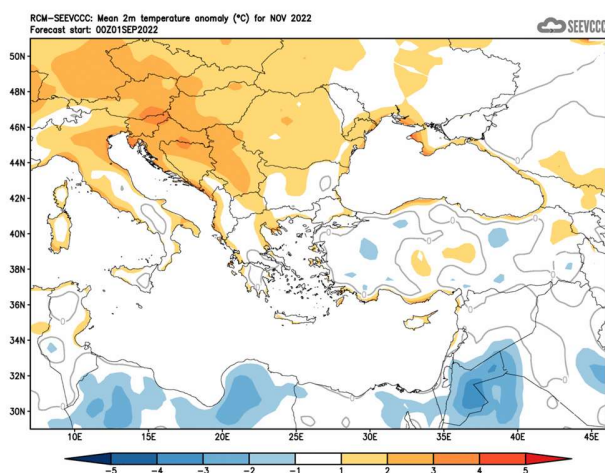 RCM-SEEVCCC: Mean 2m temperature anomaly (°C) for NOV 2022
Forecast start: 00Z01SEP2022
SEEVCCC
50N
48N
46N
44N
42N
40N
38N
36N
34N
32N
30N
10E 15E 20E 25E 30E 35E 40E 45E
-5 -4 -3 -2 -1 1 2 3 4 5